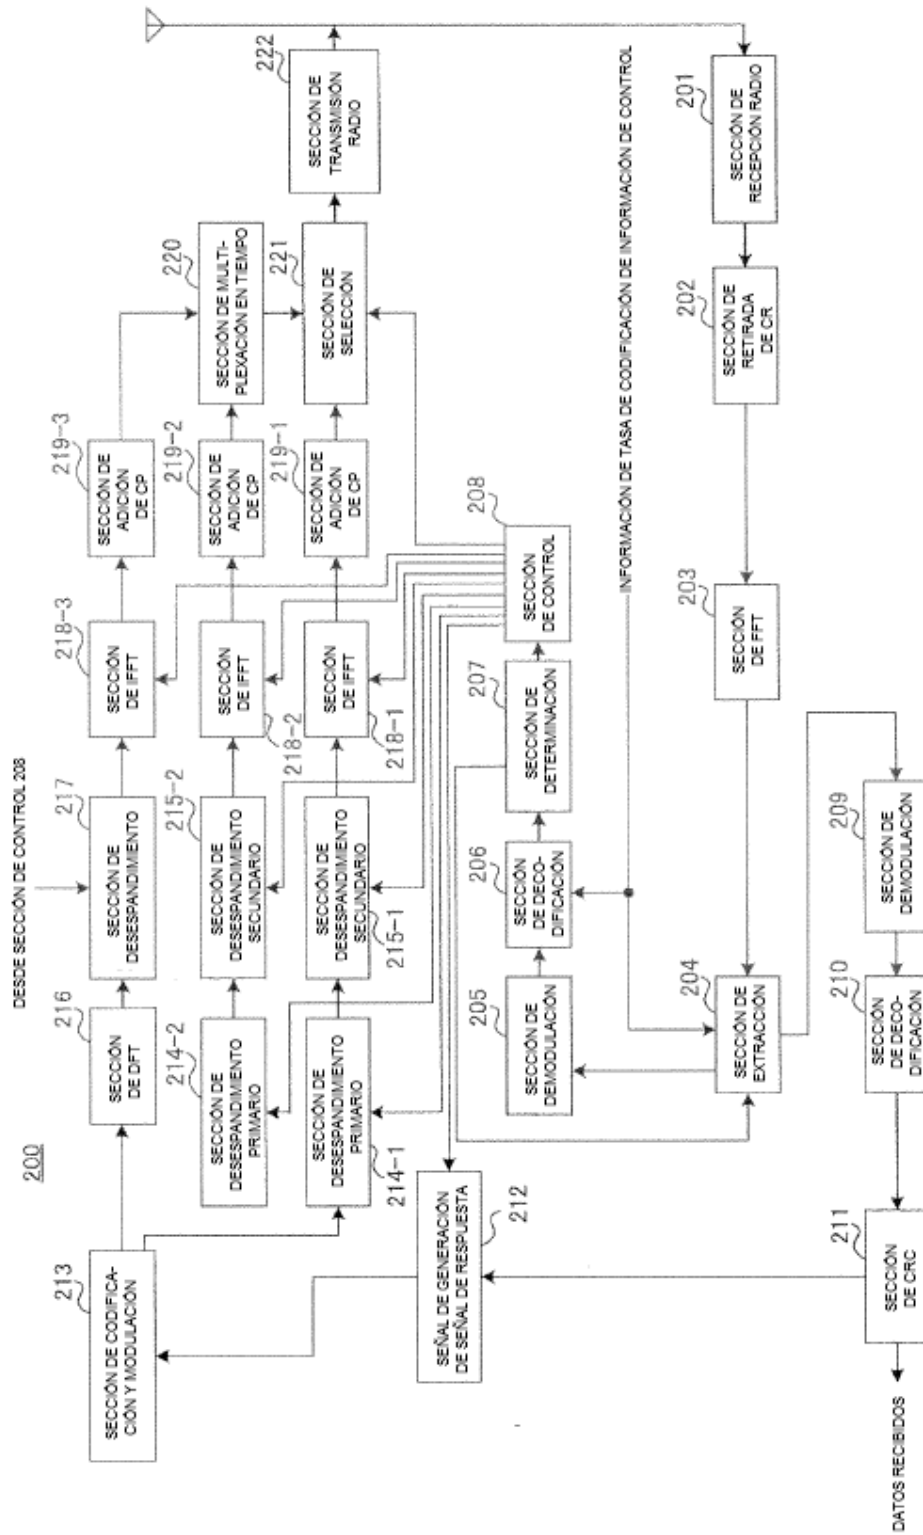 200
DESDE SECCIÓN DE CONTROL 208
213
SECCIÓN DE CODIFICA-
CIÓN Y MODULACIÓN
216
SECCIÓN
DE DFT
217
SECCIÓN DE
DESESPANDIMIENTO
218-3
SECCIÓN
DE IFFT
219-3
SECCIÓN DE
ADICIÓN
DE CP
214-2
SECCIÓN DE
DESESPANDIMIENTO
PRIMARIO
215-2
SECCIÓN DE
DESESPANDIMIENTO
SECUNDARIO
SECCIÓN
DE IFFT
218-2
219-2
SECCIÓN DE
ADICIÓN
DE CP
220
SECCIÓN DE MULTI-
PLEXACIÓN EN TIEMPO
SECCIÓN DE
DESESPANDIMIENTO
PRIMARIO
214-1
SECCIÓN DE
DESESPANDIMIENTO
SECUNDARIO
215-1
SECCIÓN
DE IFFT
218-1
219-1
SECCIÓN DE
ADICIÓN
DE CP
221
SECCIÓN DE
SELECCIÓN
222
SECCIÓN DE
TRANSMISIÓN
RADIO
SEÑAL DE GENERACIÓN
DE SEÑAL DE RESPUESTA
212
205
SECCIÓN DE
DEMODULACIÓN
206
SECCIÓN
DE DECO-
DIFICACIÓN
207
SECCIÓN DE
DETERMINACIÓN
208
SECCIÓN
DE CONTROL
INFORMACIÓN DE TASA DE CODIFICACIÓN DE INFORMACIÓN DE CONTROL
204
SECCIÓN DE
EXTRACCIÓN
203
SECCIÓN
DE FFT
202
SECCIÓN DE
RETIRADA
DE CR
201
SECCIÓN DE
RECEPCIÓN RADIO
DATOS RECIBIDOS
211
SECCIÓN
DE CRC
210
SECCIÓN
DE DECO-
DIFICACIÓN
209
SECCIÓN DE
DEMODULACIÓN